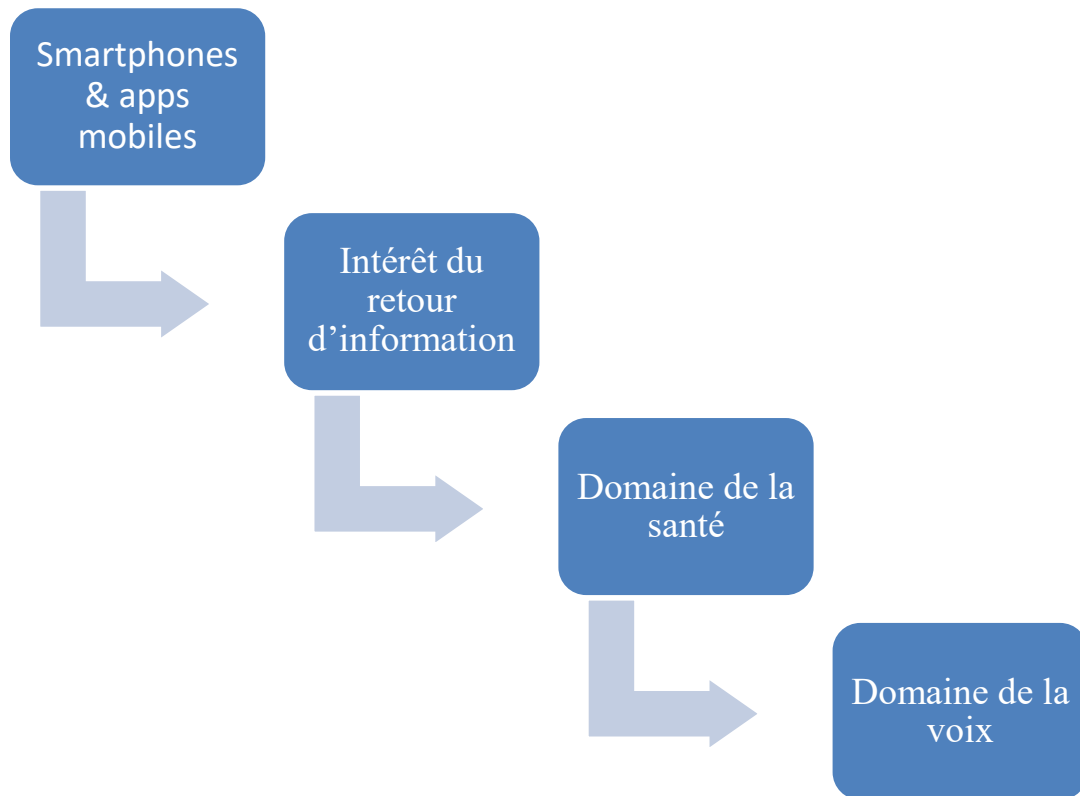 Smartphones
& apps
mobiles
Intérêt du
retour
d’information
Domaine de la
santé
Domaine de la
voix